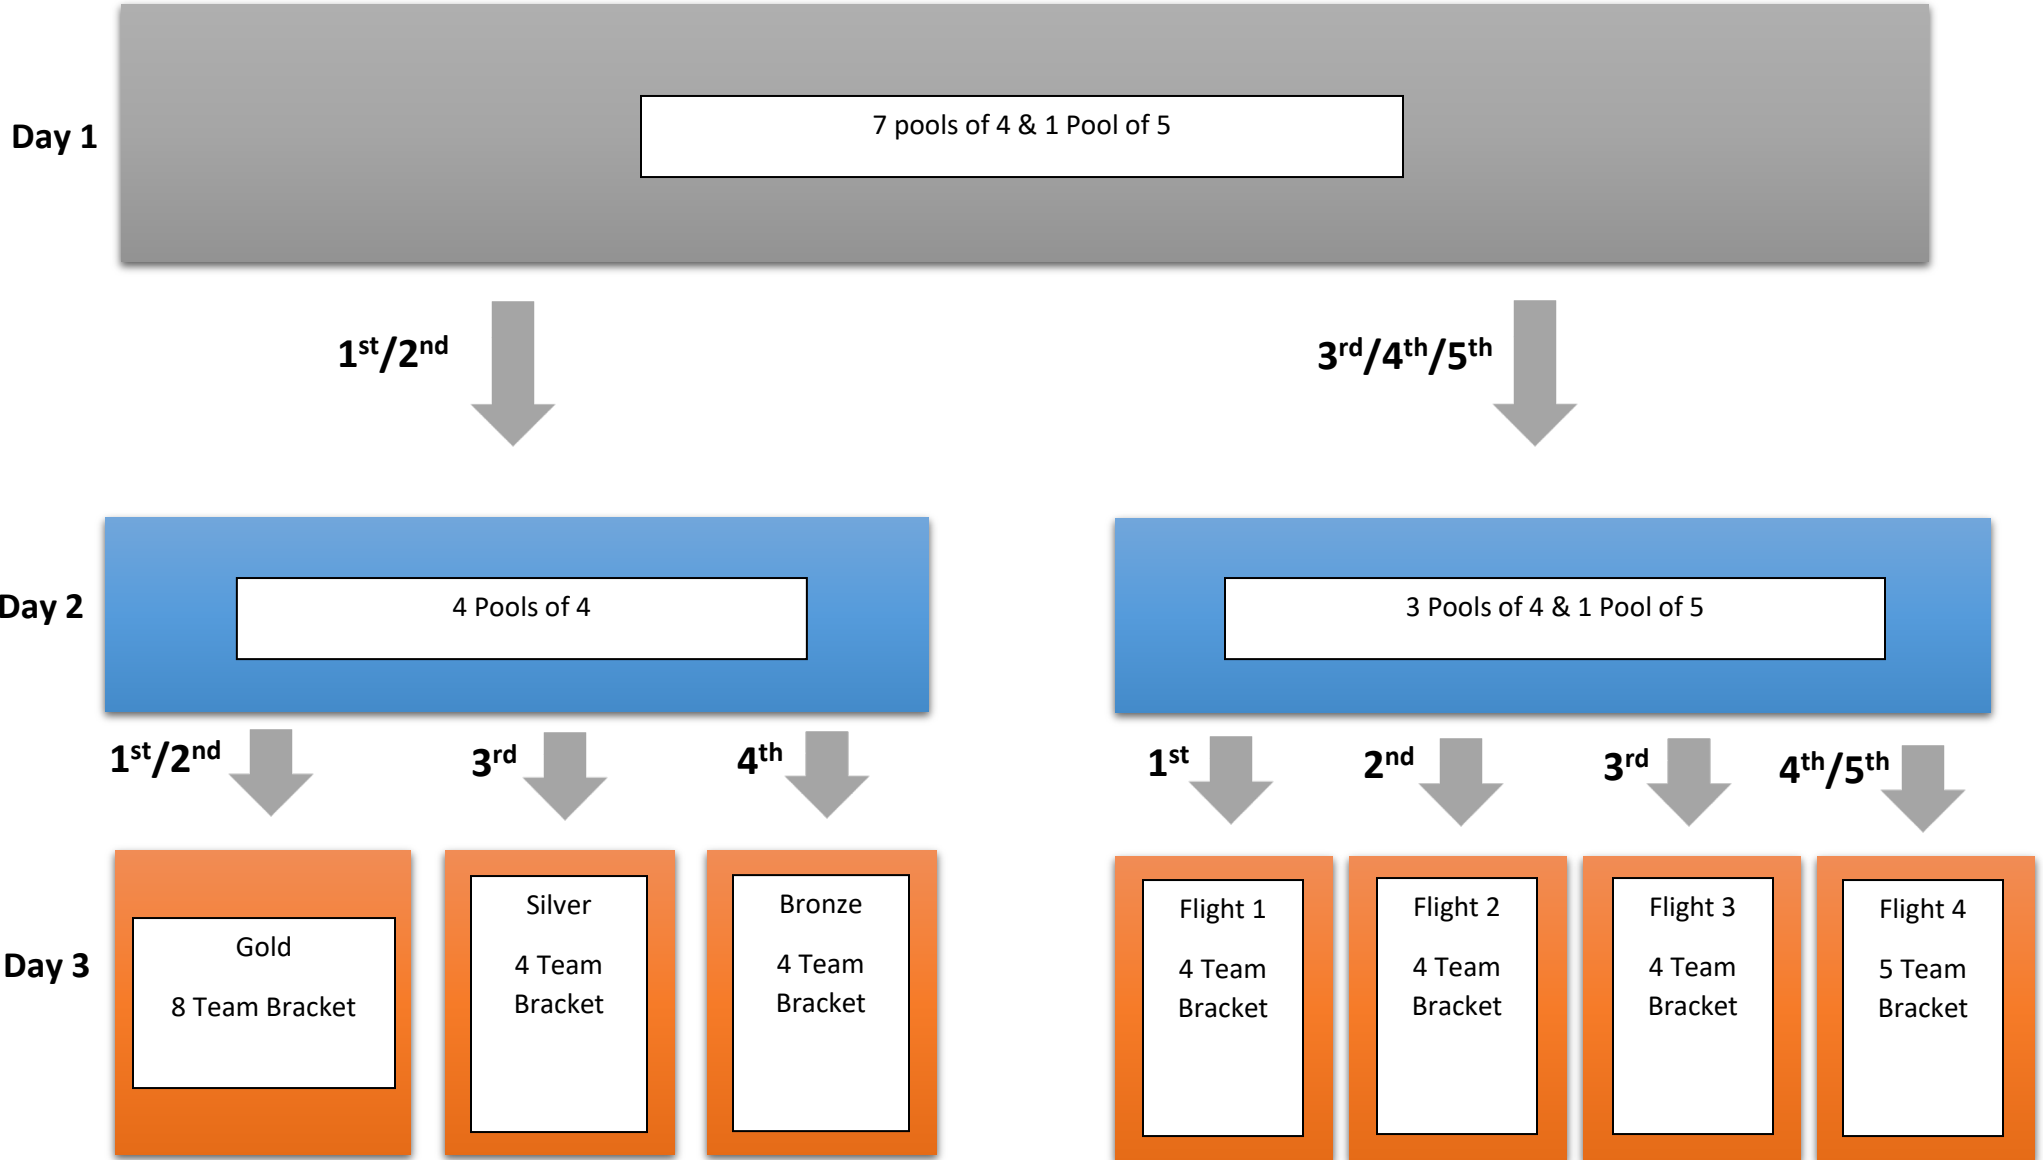 Day 1
7 pools of 4 & 1 Pool of 5
1st/2nd
3rd/4th/5th
Day 2
4 Pools of 4
3 Pools of 4 & 1 Pool of 5
1st/2nd
3rd
4th
1st
2nd
3rd
4th/5th
Day 3
Gold
8 Team Bracket
Silver
4 Team
Bracket
Bronze
4 Team
Bracket
Flight 1
4 Team
Bracket
Flight 2
4 Team
Bracket
Flight 3
4 Team
Bracket
Flight 4
5 Team
Bracket